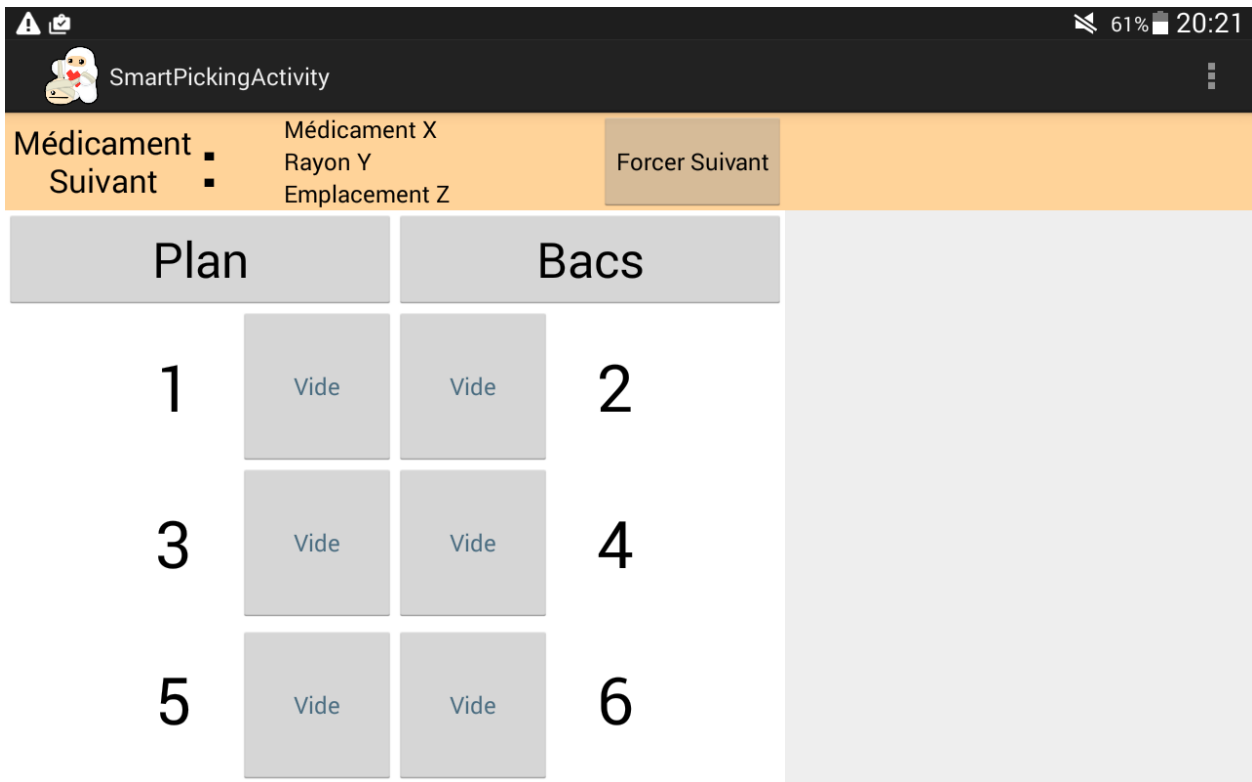 61% 20:21
SmartPickingActivity
Médicament
Suivant :
Médicament X
Rayon Y
Emplacement Z
Forcer Suivant
Plan Bacs
1 Vide Vide 2
3 Vide Vide 4
5 Vide Vide 6